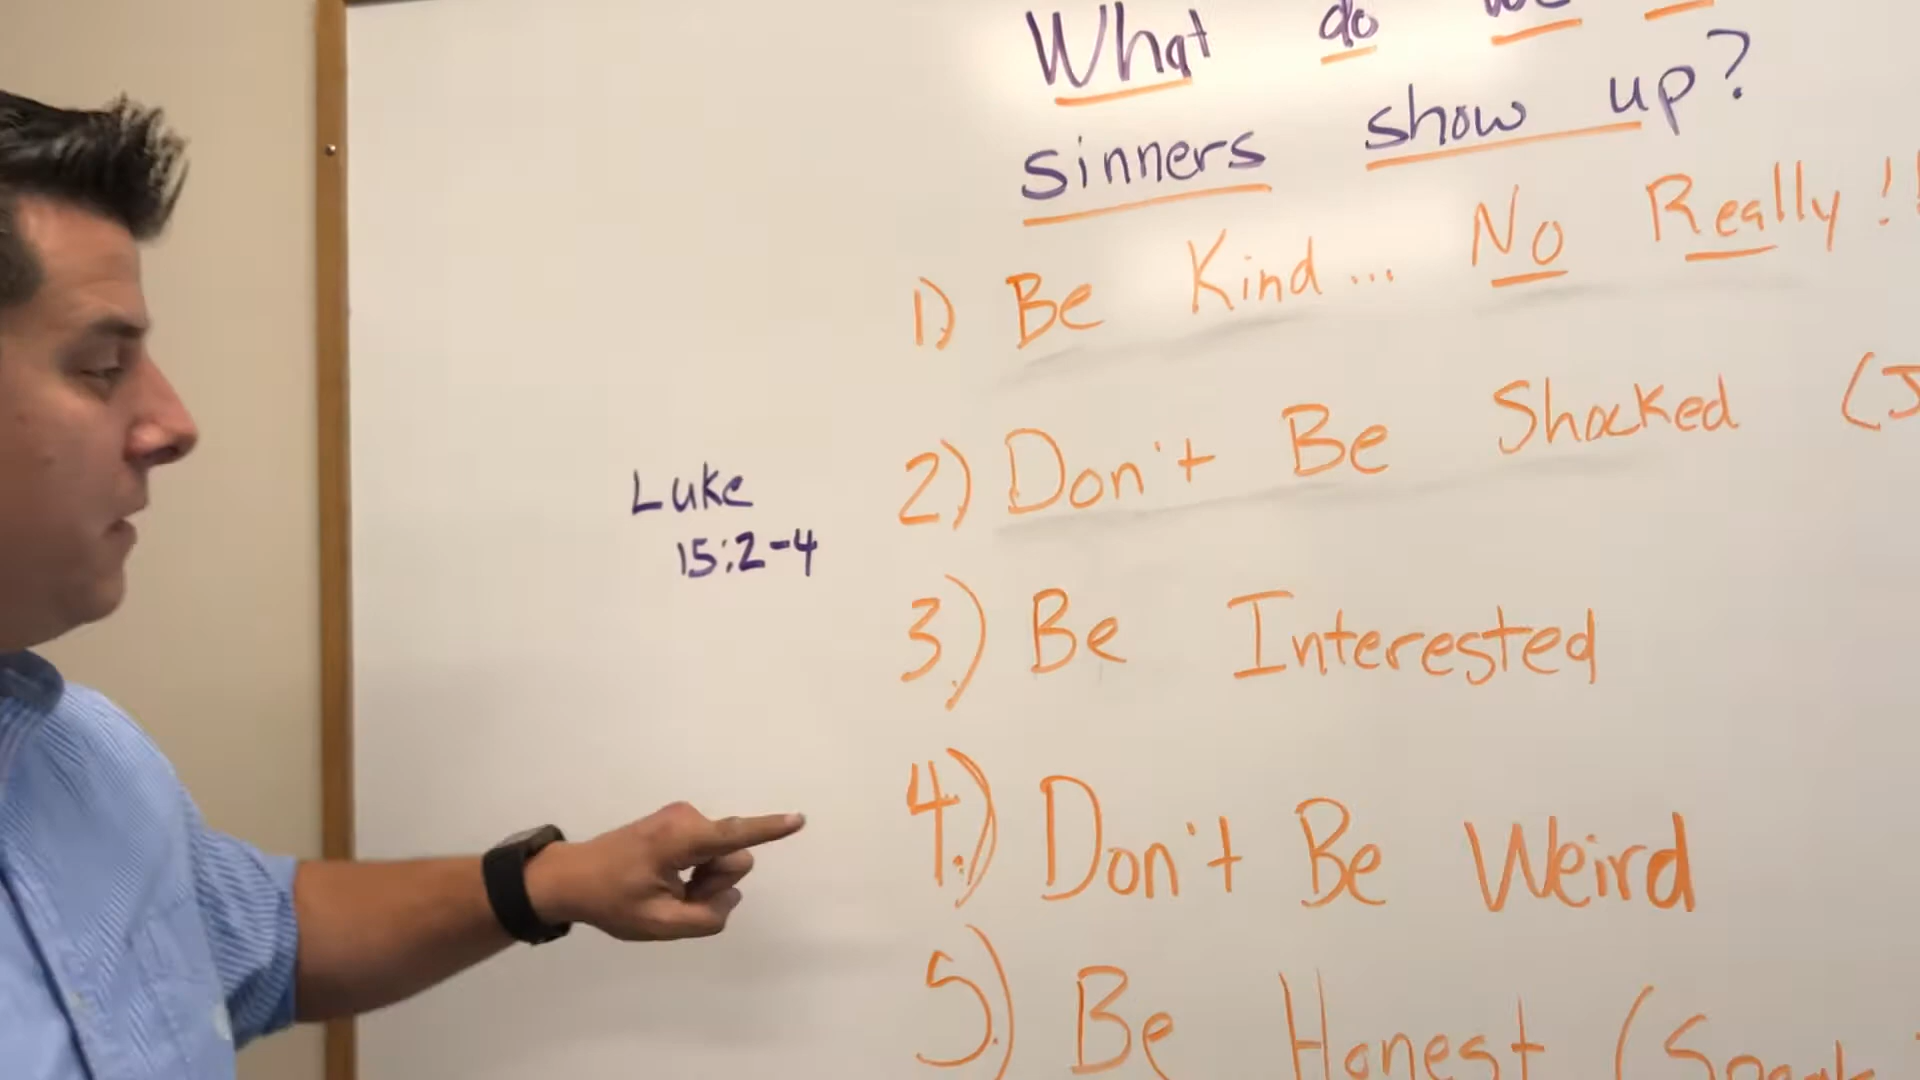 What do we
sinners show up?
1) Be Kind... No Really!!
2) Don't Be Shocked (J
Luke
15:2-4
3.) Be Interested
4.) Don't Be Weird
5.) Be Honest (Speak